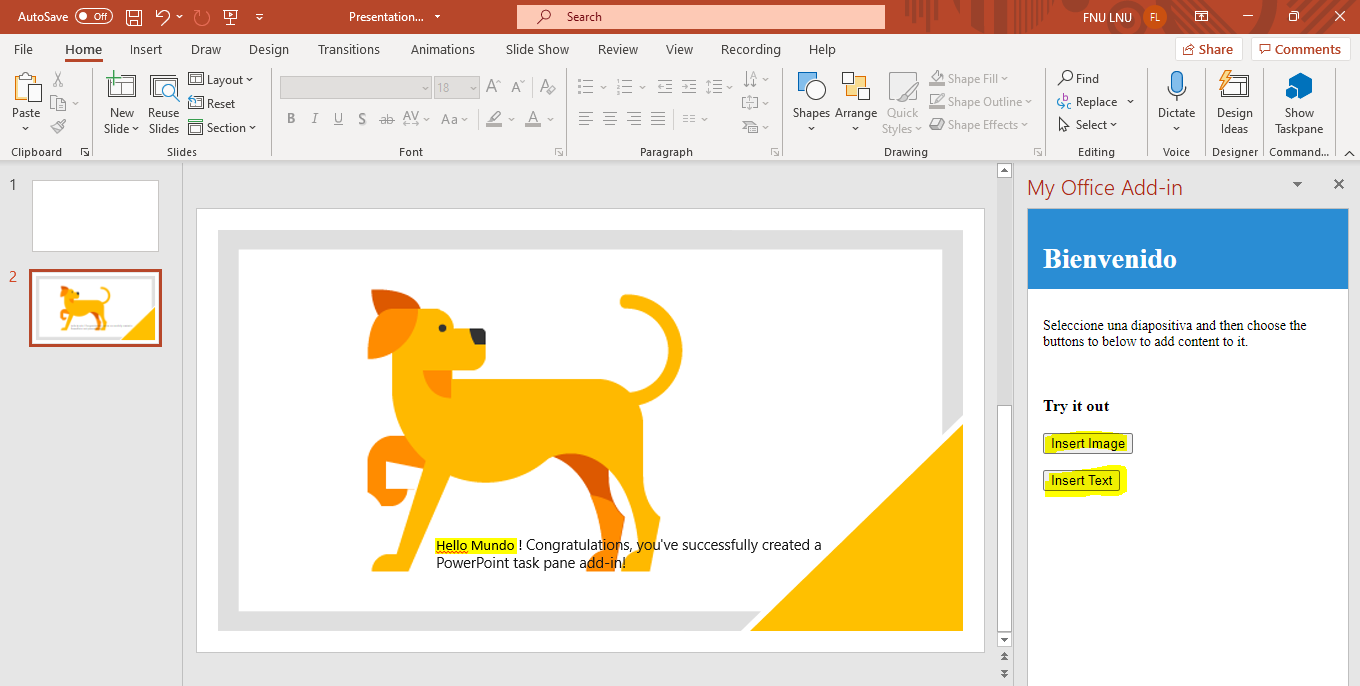 AutoSave Off Presentation... Search FNU LNU FL
File Home Insert Draw Design Transitions Animations Slide Show Review View Recording Help Share Comments
Paste
Clipboard
New Slide
Reuse Slides
Layout
Reset
Section
Slides
18
B I U S ab AV Aa A
Font
Paragraph
Shapes
Arrange
Quick Styles
Shape Fill
Shape Outline
Shape Effects
Drawing
Find
Replace
Select
Editing
Dictate
Voice
Design Ideas
Designer
Show Taskpane
Command...
1
2
Hello Mundo ! Congratulations, you've successfully created a
PowerPoint task pane add-in!
My Office Add-in
Bienvenido
Seleccione una diapositiva and then choose the
buttons to below to add content to it.
Try it out
Insert Image
Insert Text